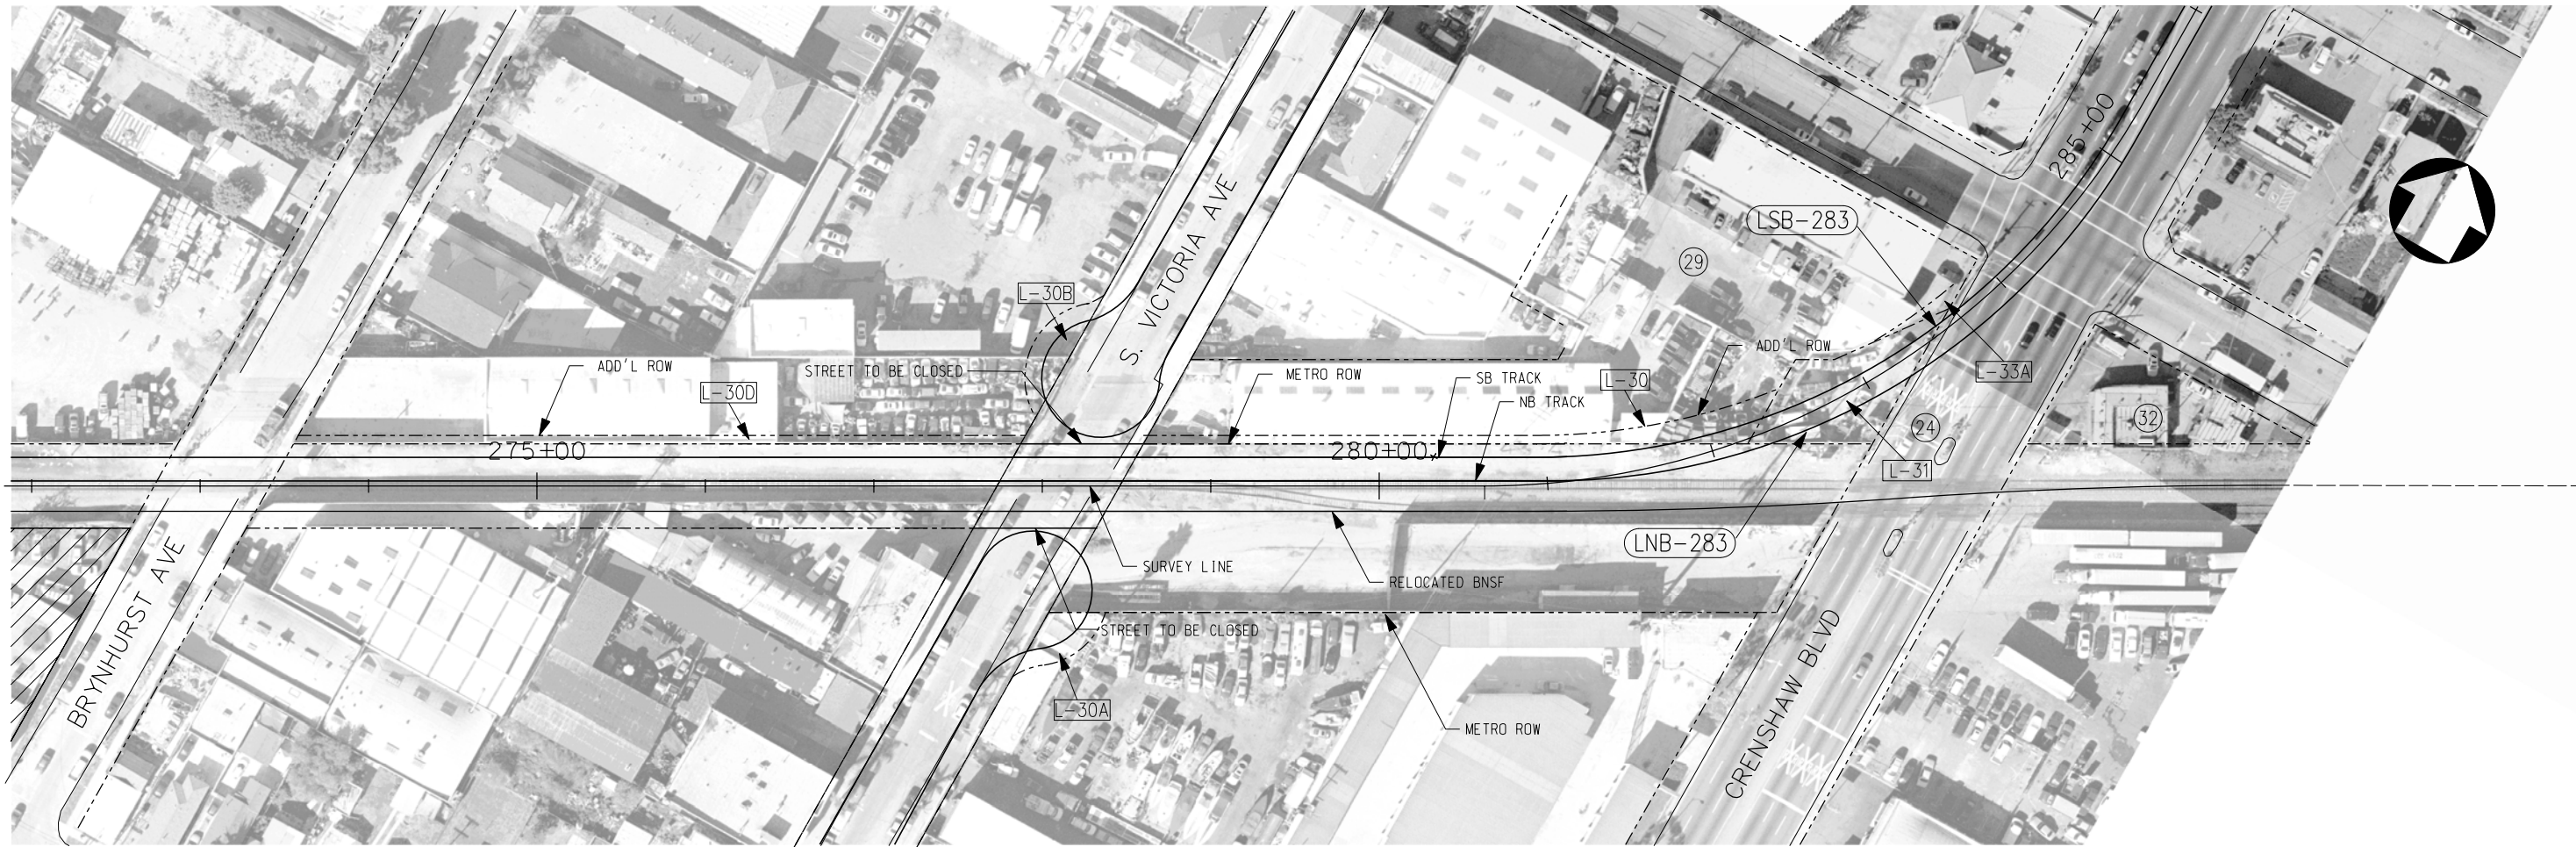 285+00
LSB-283
29
L-30B
S. VICTORIA AVE
ADD'L ROW
ADD'L ROW
STREET TO BE CLOSED
METRO ROW
SB TRACK
L-30
L-33A
L-30D
NB TRACK
32
24
275+00
280+00
L-31
LNB-283
SURVEY LINE
RELOCATED BNSF
BRYNHURST AVE
STREET TO BE CLOSED
CRENSHAW BLVD
L-30A
METRO ROW